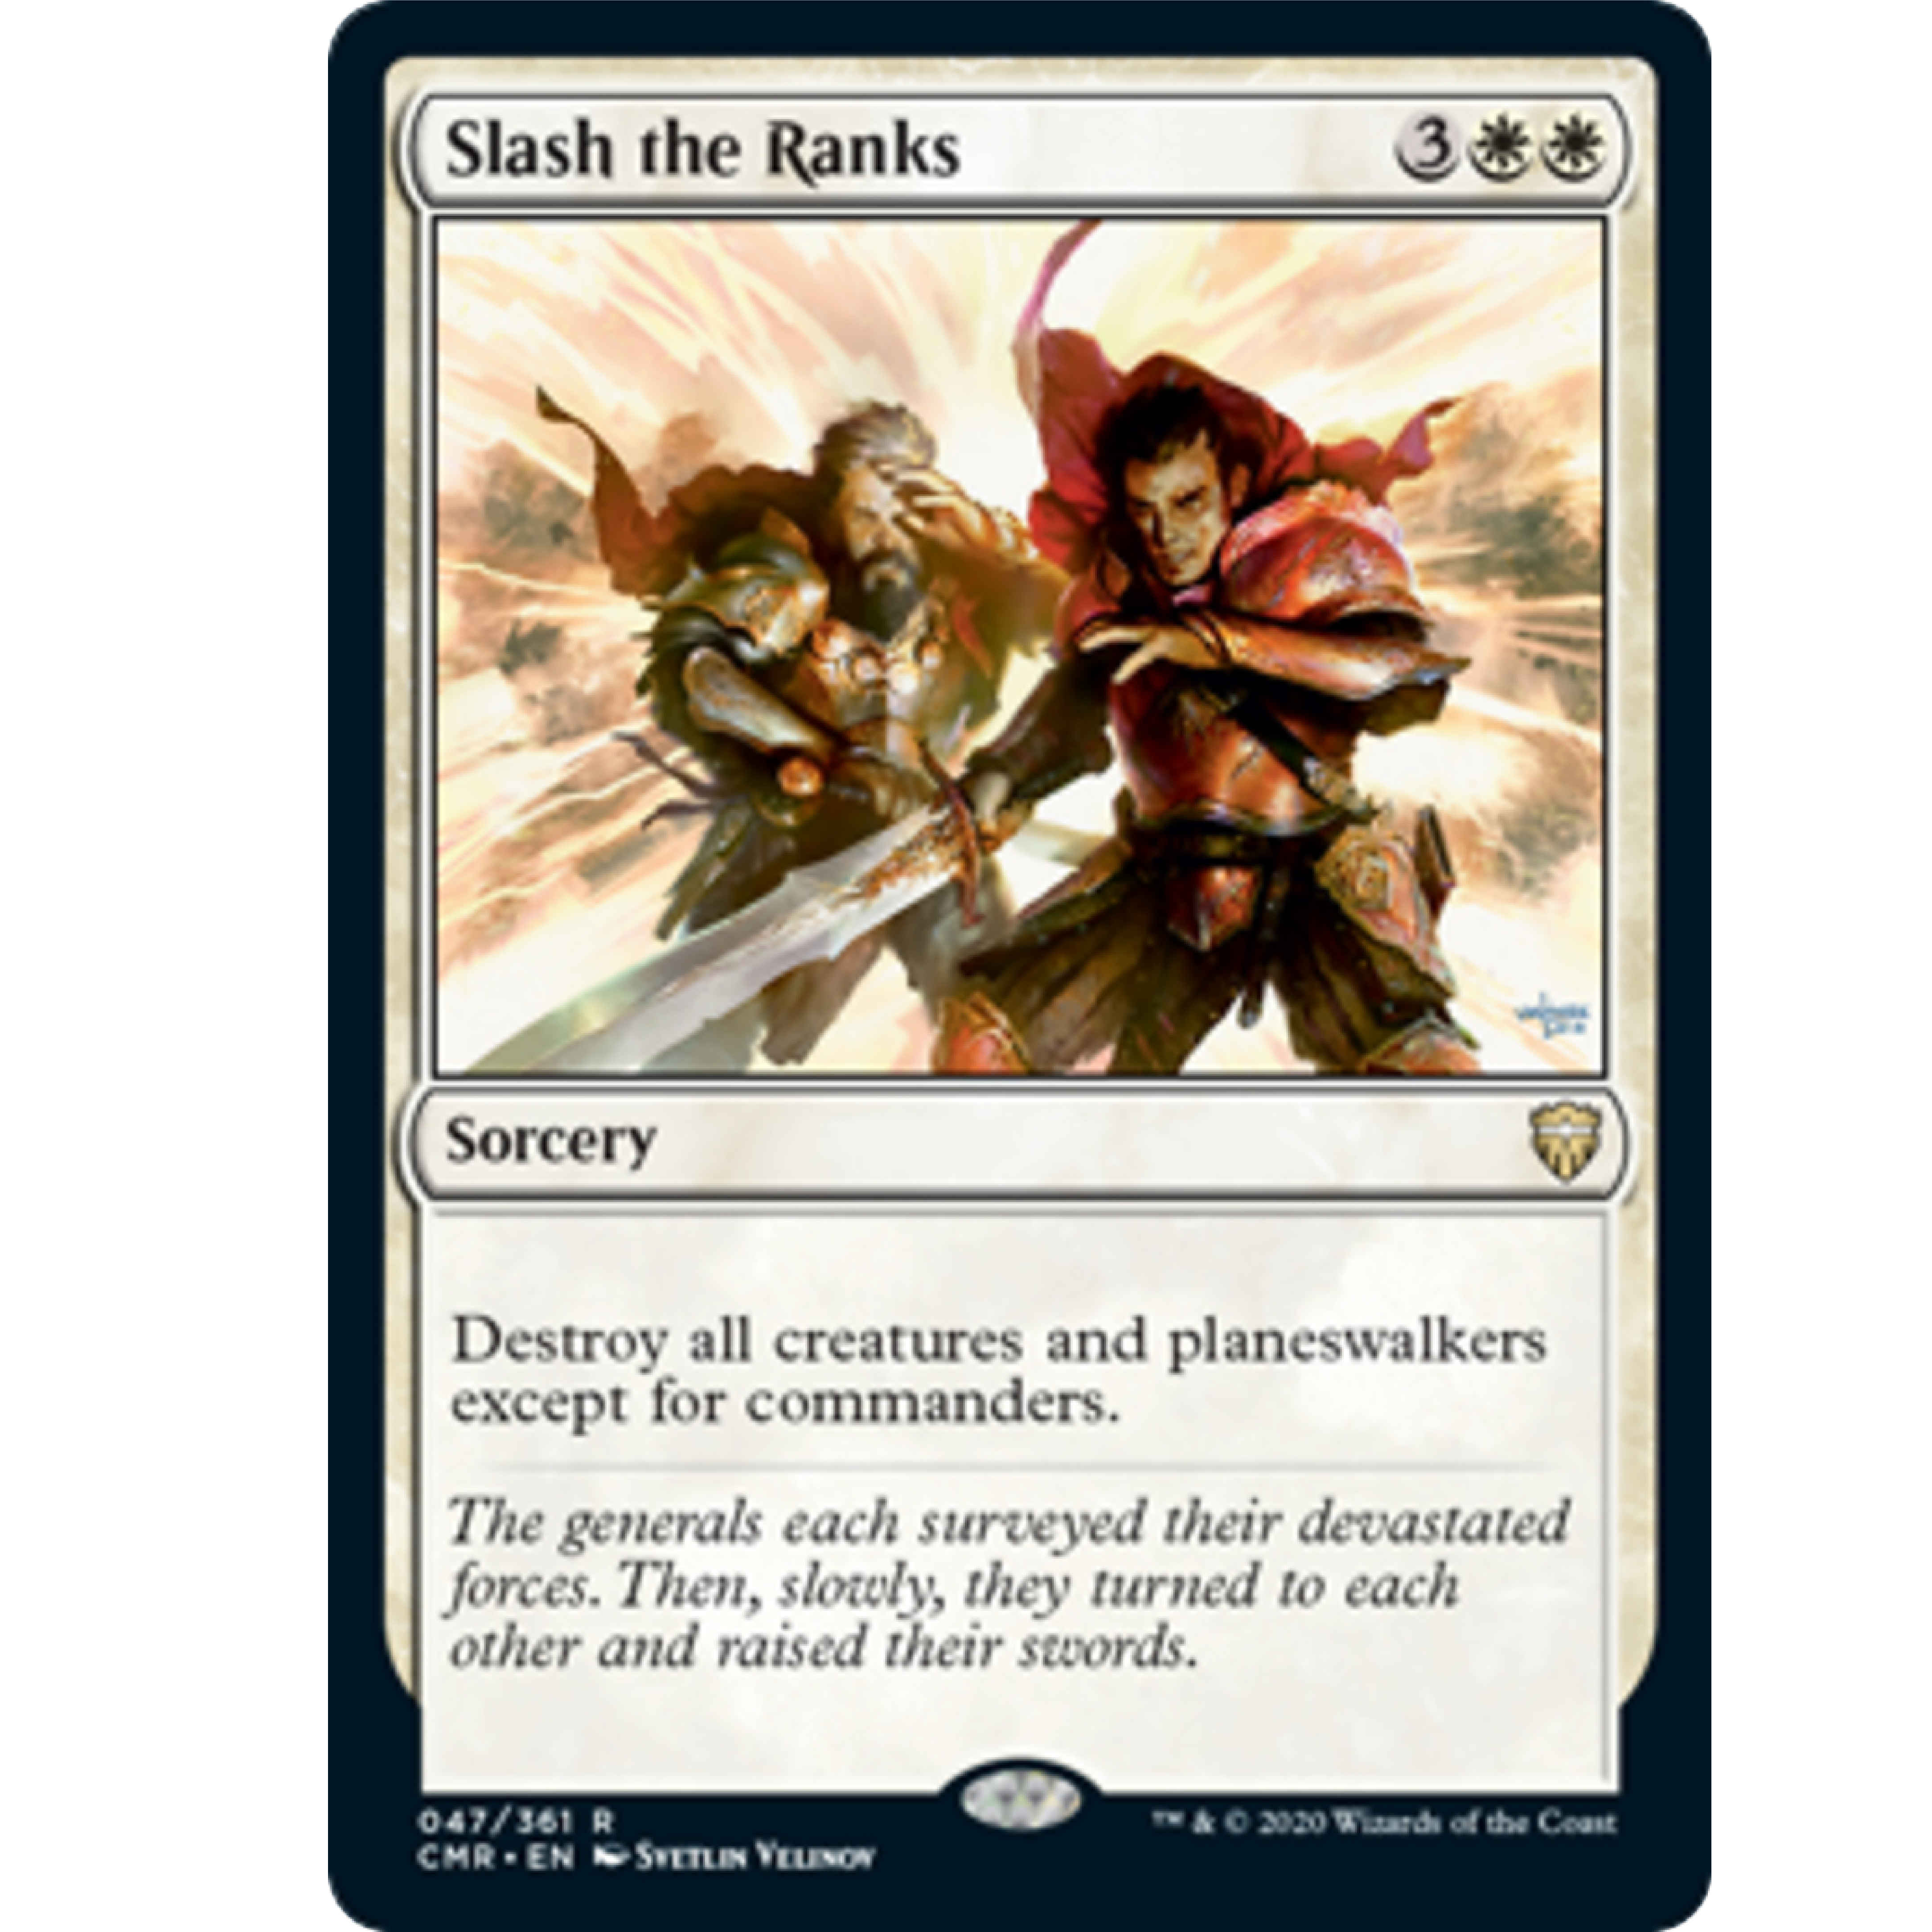 Slash the Ranks 3
Sorcery
Destroy all creatures and planeswalkers
except for commanders.
The generals each surveyed their devastated
forces. Then, slowly, they turned to each
other and raised their swords.
047/361 R
™ & © 2020 Wizards of the Coast
CMR • EN Svetlin Velinov